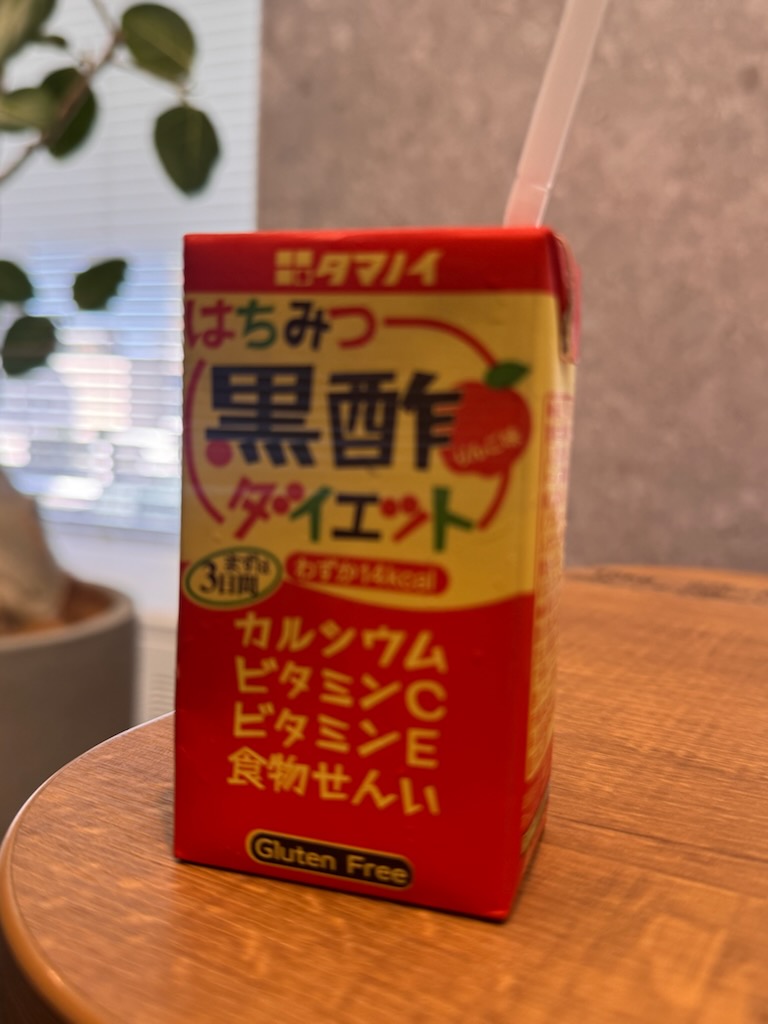 タマノイ
はちみつ
黒酢
りんご味
ダイエット
まずは
3日間
わずか14kcal
カルシウム
ビタミンC
ビタミンE
食物せんい
Gluten Free